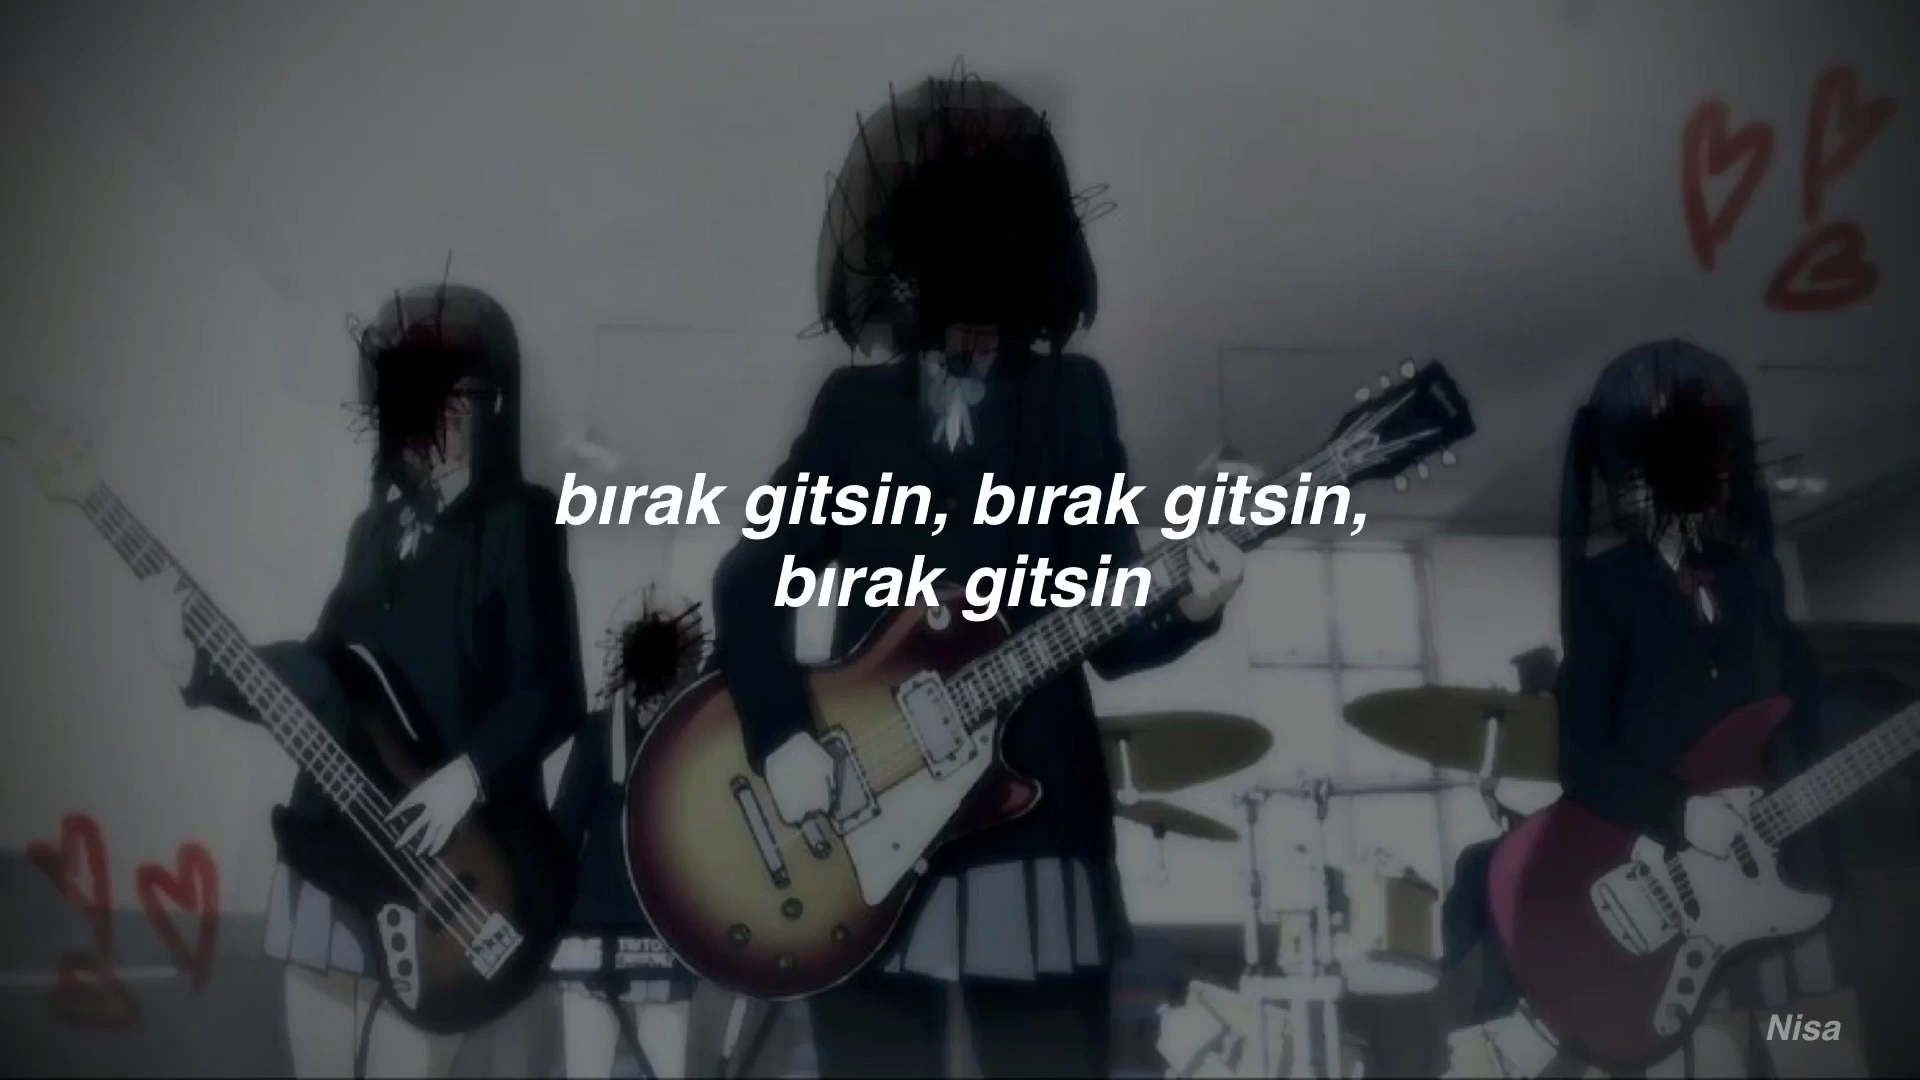 bırak gitsin, bırak gitsin,
bırak gitsin
Nisa